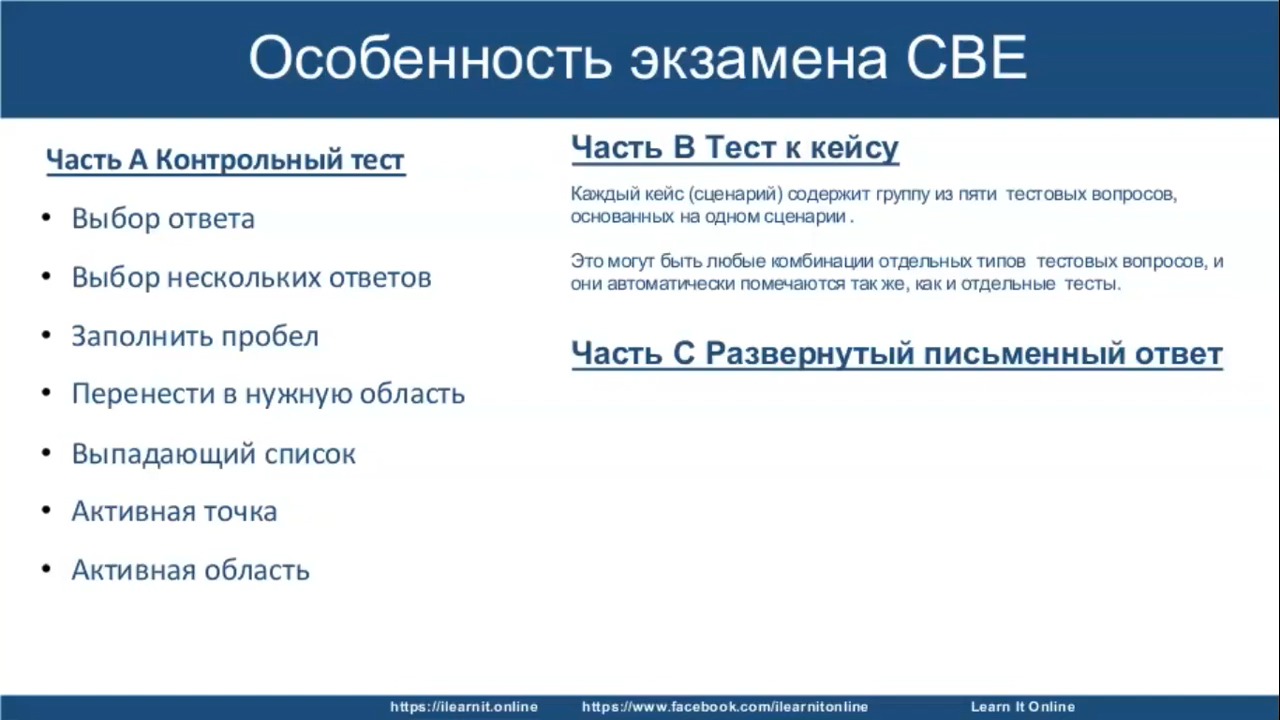 Особенность экзамена СВЕ
Часть А Контрольный тест
Выбор ответа
Выбор нескольких ответов
Заполнить пробел
Перенести в нужную область
Выпадающий список
Активная точка
Активная область
Часть В Тест к кейсу
Каждый кейс (сценарий) содержит группу из пяти тестовых вопросов,
основанных на одном сценарии .
Это могут быть любые комбинации отдельных типов тестовых вопросов, и
они автоматически помечаются так же, как и отдельные тесты.
Часть С Развернутый письменный ответ
https://ilearnit.online https://www.facebook.com/ilearnitonline Learn It Online